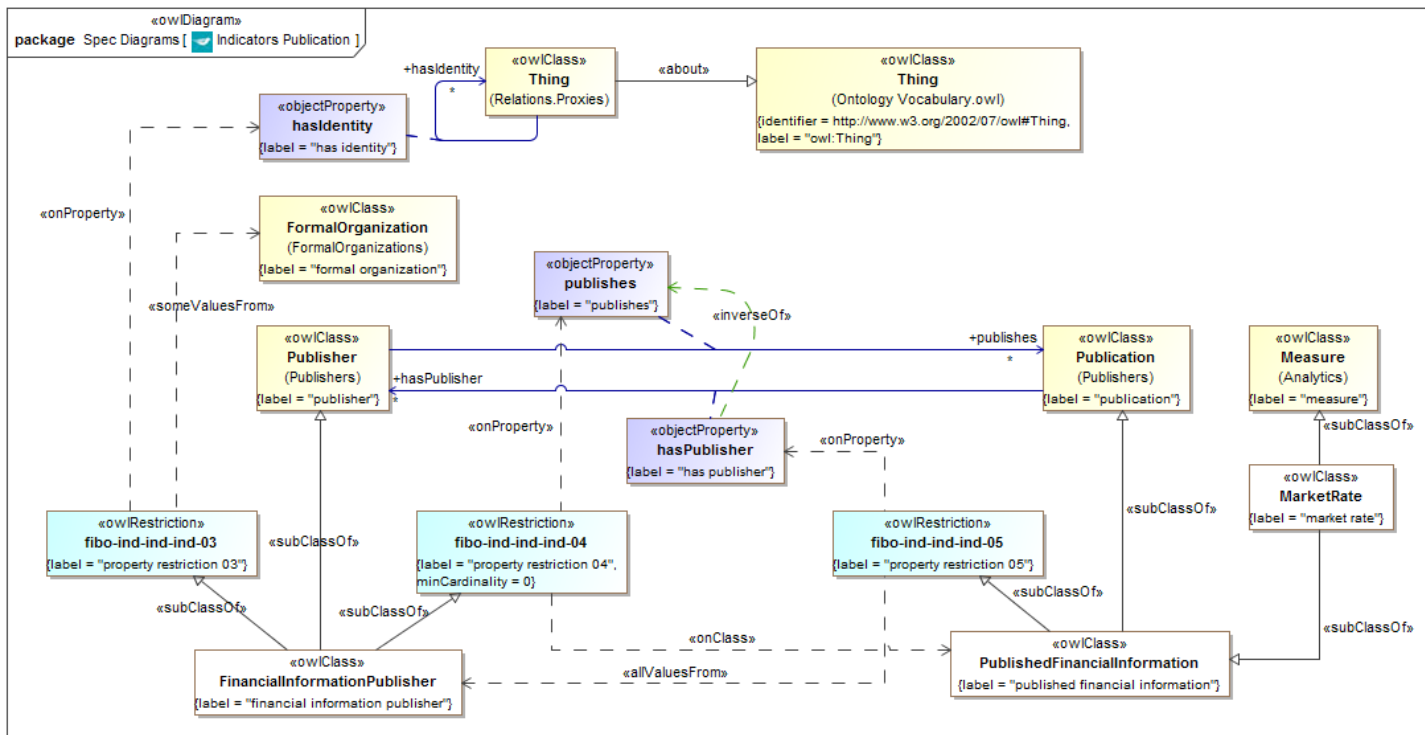 «owlDiagram»
package Spec Diagrams [ Indicators Publication ]
«owlClass»
Thing
(Relations.Proxies)
+hasIdentity
*
«about»
«owlClass»
Thing
(Ontology Vocabulary.owl)
{identifier = http://www.w3.org/2002/07/owl#Thing,
label = "owl:Thing"}
«objectProperty»
hasIdentity
{label = "has identity"}
«onProperty»
«owlClass»
FormalOrganization
(FormalOrganizations)
{label = "formal organization"}
«someValuesFrom»
«objectProperty»
publishes
{label = "publishes"}
«inverseOf»
«owlClass»
Publisher
(Publishers)
{label = "publisher"}
+publishes
*
+hasPublisher
*
«owlClass»
Publication
(Publishers)
{label = "publication"}
«owlClass»
Measure
(Analytics)
{label = "measure"}
«onProperty»
«objectProperty»
hasPublisher
{label = "has publisher"}
«onProperty»
«subClassOf»
«owlClass»
MarketRate
{label = "market rate"}
«owlRestriction»
fibo-ind-ind-ind-03
{label = "property restriction 03"}
«subClassOf»
«owlRestriction»
fibo-ind-ind-ind-04
{label = "property restriction 04",
minCardinality = 0}
«owlRestriction»
fibo-ind-ind-ind-05
{label = "property restriction 05"}
«subClassOf»
«subClassOf»
«subClassOf»
«subClassOf»
«subClassOf»
«onClass»
«allValuesFrom»
«owlClass»
FinancialInformationPublisher
{label = "financial information publisher"}
«owlClass»
PublishedFinancialInformation
{label = "published financial information"}